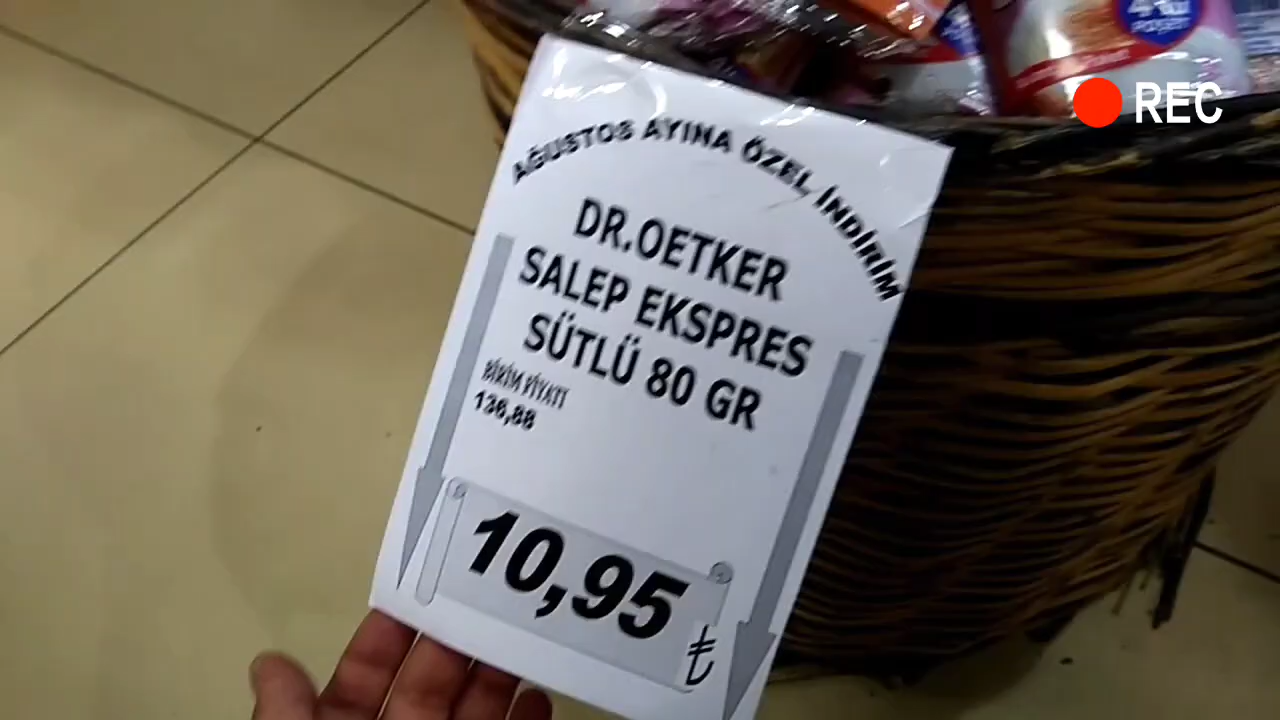 REC
AĞUSTOS AYINA ÖZEL İNDİRİM
DR.OETKER
SALEP EKSPRES
SÜTLÜ 80 GR
BİRİM FİYATI
136,88
10,95
₺